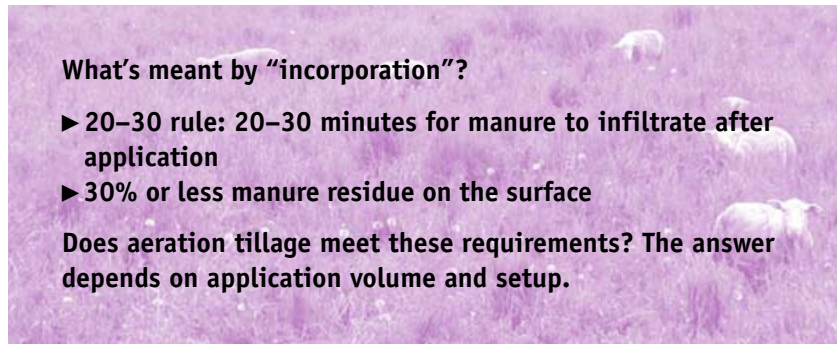 What's meant by “incorporation”?
► 20–30 rule: 20–30 minutes for manure to infiltrate after
application
► 30% or less manure residue on the surface
Does aeration tillage meet these requirements? The answer
depends on application volume and setup.